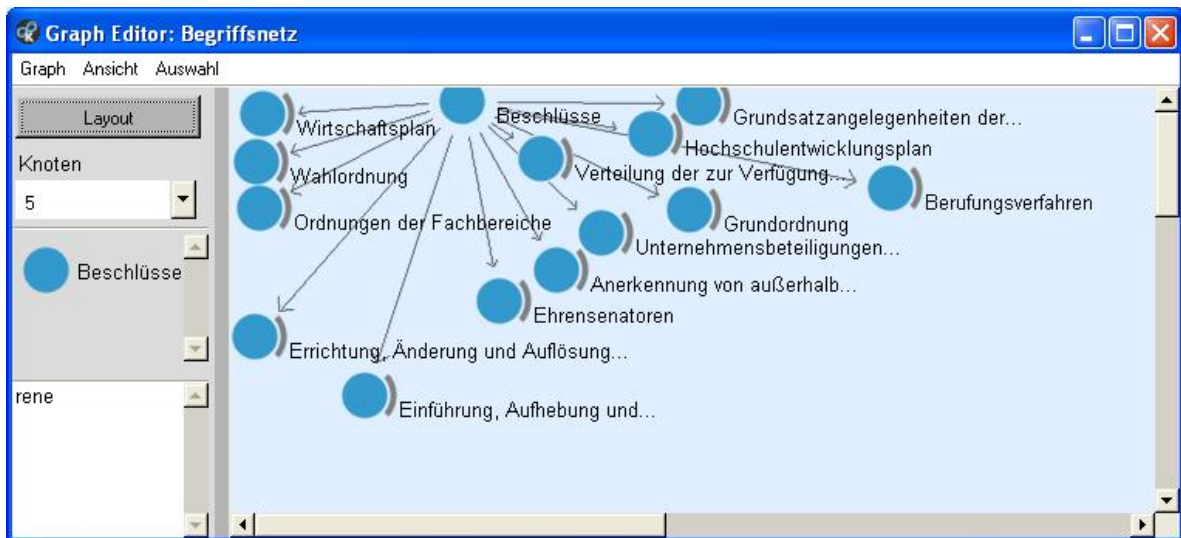 Graph Editor: Begriffsnetz
Graph Ansicht Auswahl
Layout
Knoten
5
Beschlüsse
rene
Beschlüsse
Wirtschaftsplan
Grundsatzangelegenheiten der...
Hochschulentwicklungsplan
Wahlordnung
Verteilung der zur Verfügung...
Berufungsverfahren
Ordnungen der Fachbereiche
Grundordnung
Unternehmensbeteiligungen...
Anerkennung von außerhalb...
Ehrensenatoren
Errichtung, Änderung und Auflösung...
Einführung, Aufhebung und...